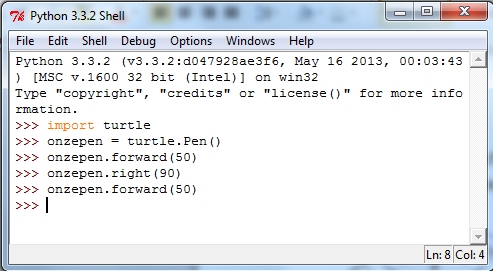 Python 3.3.2 Shell
File Edit Shell Debug Options Windows Help
Python 3.3.2 (v3.3.2:d047928ae3f6, May 16 2013, 00:03:43
) [MSC v.1600 32 bit (Intel)] on win32
Type "copyright", "credits" or "license()" for more info
rmation.
>>> import turtle
>>> onzepen = turtle.Pen()
>>> onzepen.forward(50)
>>> onzepen.right(90)
>>> onzepen.forward(50)
>>>
Ln: 8 Col: 4